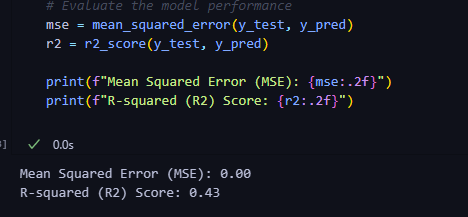 # Evaluate the model performance
mse = mean_squared_error(y_test, y_pred)
r2 = r2_score(y_test, y_pred)
print(f"Mean Squared Error (MSE): {mse:.2f}")
print(f"R-squared (R2) Score: {r2:.2f}")
] ✓ 0.0s
Mean Squared Error (MSE): 0.00
R-squared (R2) Score: 0.43